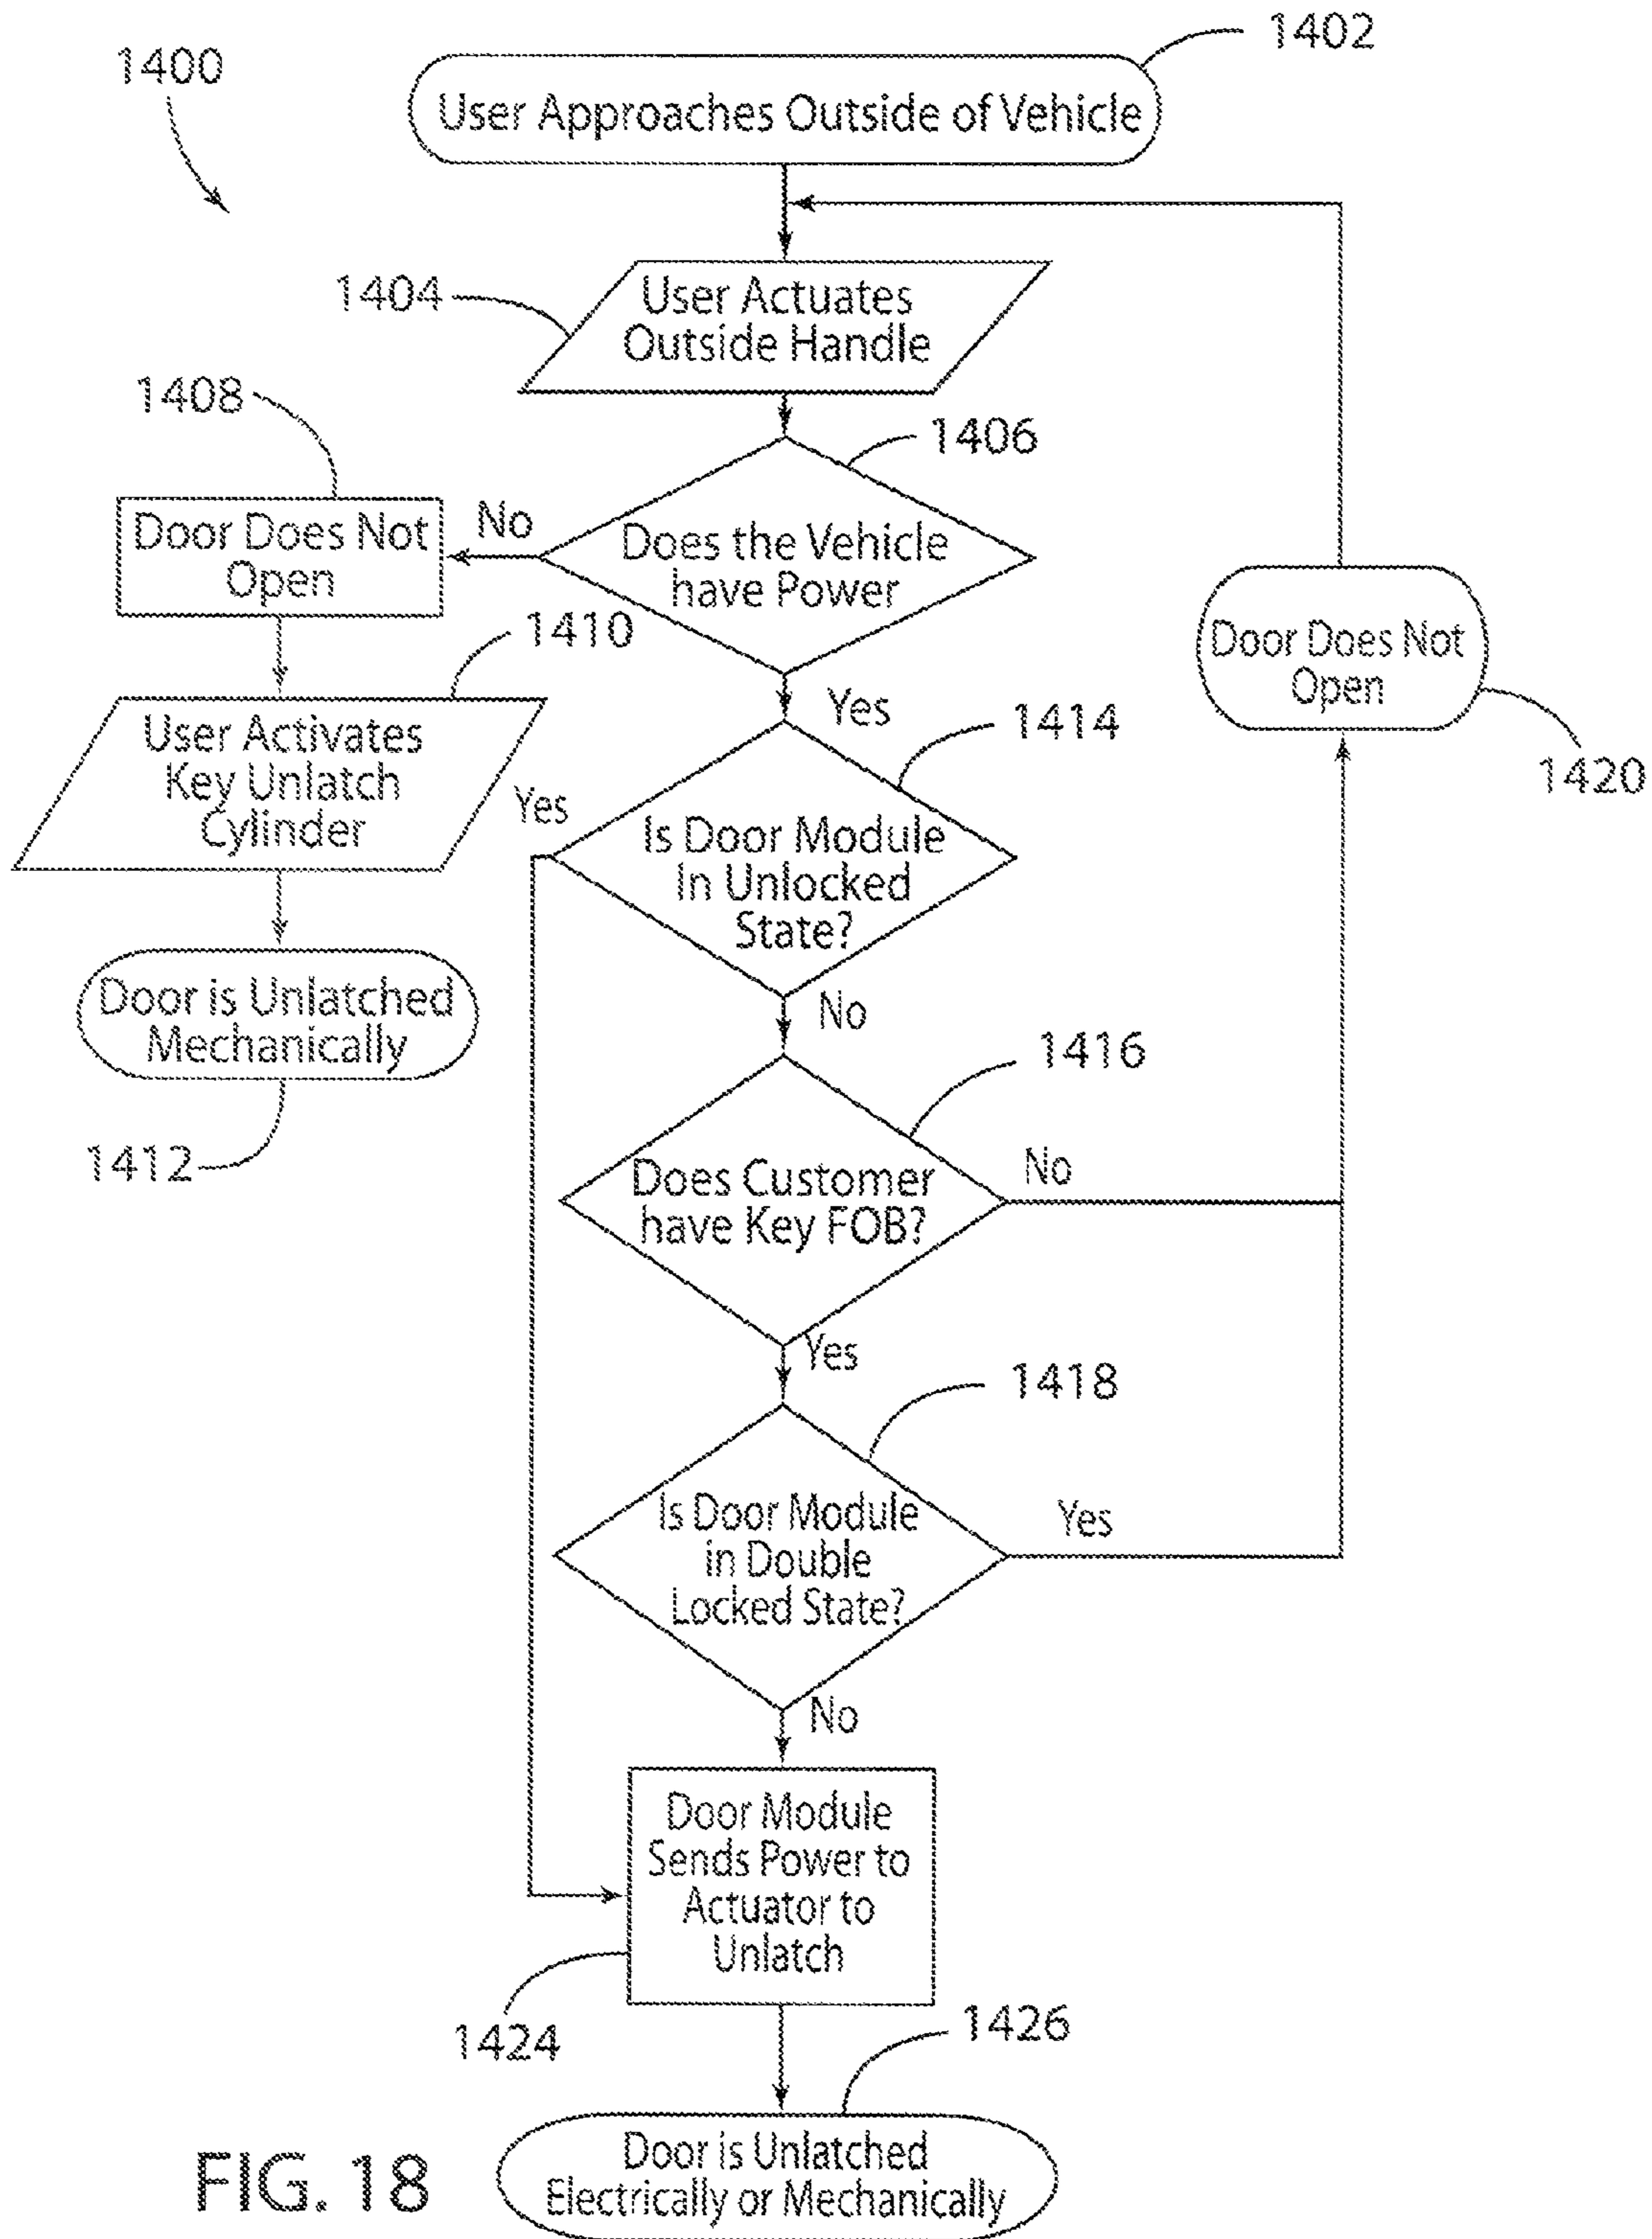 1402
1400
User Approaches Outside of Vehicle
1404
User Actuates
Outside Handle
1408
1406
Door Does Not
Open
No
Does the Vehicle
have Power
1410
Yes
Door Does Not
Open
1420
User Activates
Key Unlatch
Cylinder
1414
Yes
Is Door Module
In Unlocked
State?
Door is Unlatched
Mechanically
1412
No
1416
Does Customer
have Key FOB?
No
Yes
1418
Is Door Module
in Double
Locked State?
Yes
No
Door Module
Sends Power to
Actuator to
Unlatch
1424
1426
Door is Unlatched
Electrically or Mechanically
FIG. 18